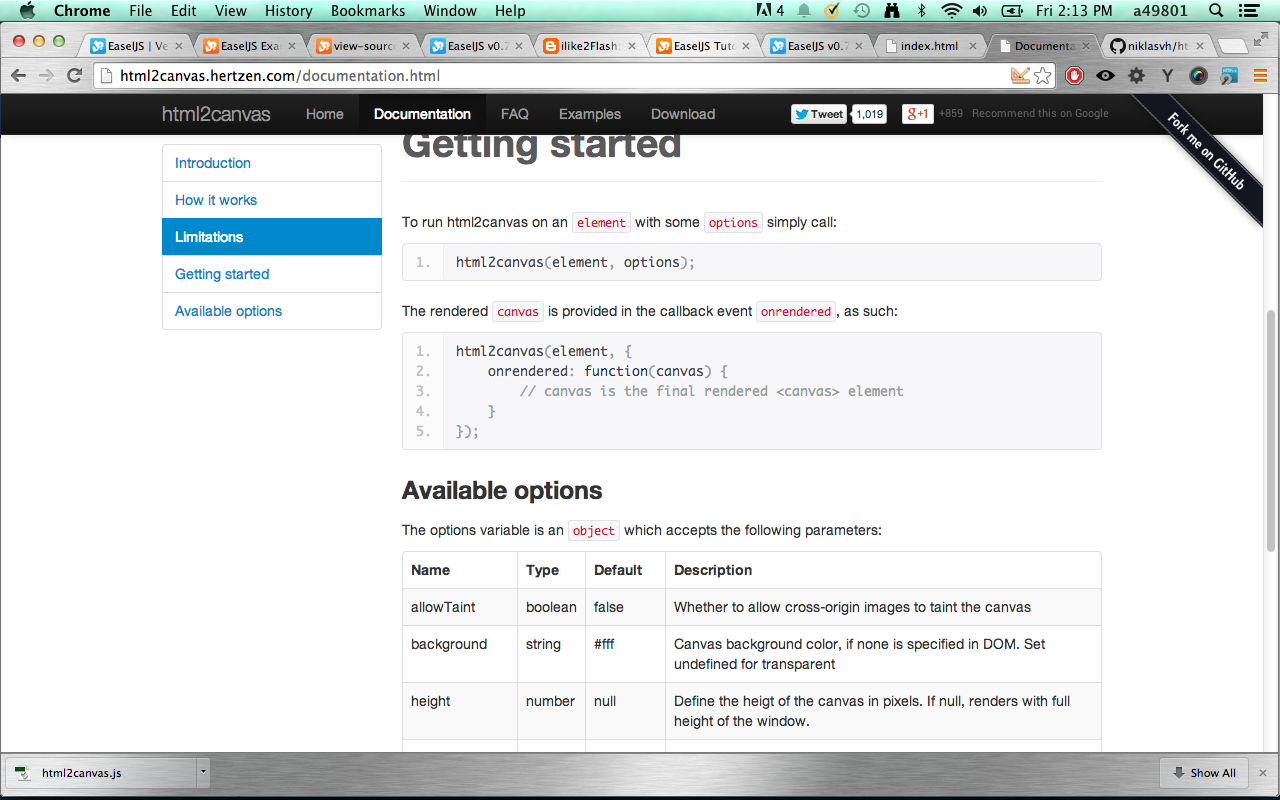 Chrome File Edit View History Bookmarks Window Help 4 Fri 2:13 PM a49801
EaselJS | Ve EaselJS Exa view-sourc EaselJS v0.7 ilike2Flash: EaselJS Tuto EaselJS v0.7 index.html Documenta niklasvh/ht
html2canvas.hertzen.com/documentation.html
html2canvas Home Documentation FAQ Examples Download Tweet 1,019 g+1 +859 Recommend this on Google
Fork me on GitHub
Introduction
How it works
Limitations
Getting started
Available options
Getting started
To run html2canvas on an element with some options simply call:
1. html2canvas(element, options);
The rendered canvas is provided in the callback event onrendered, as such:
1. html2canvas(element, {
2. onrendered: function(canvas) {
3. // canvas is the final rendered <canvas> element
4. }
5. });
Available options
The options variable is an object which accepts the following parameters:
Name Type Default Description
allowTaint boolean false Whether to allow cross-origin images to taint the canvas
background string #fff Canvas background color, if none is specified in DOM. Set
undefined for transparent
height number null Define the heigt of the canvas in pixels. If null, renders with full
height of the window.
html2canvas.js Show All